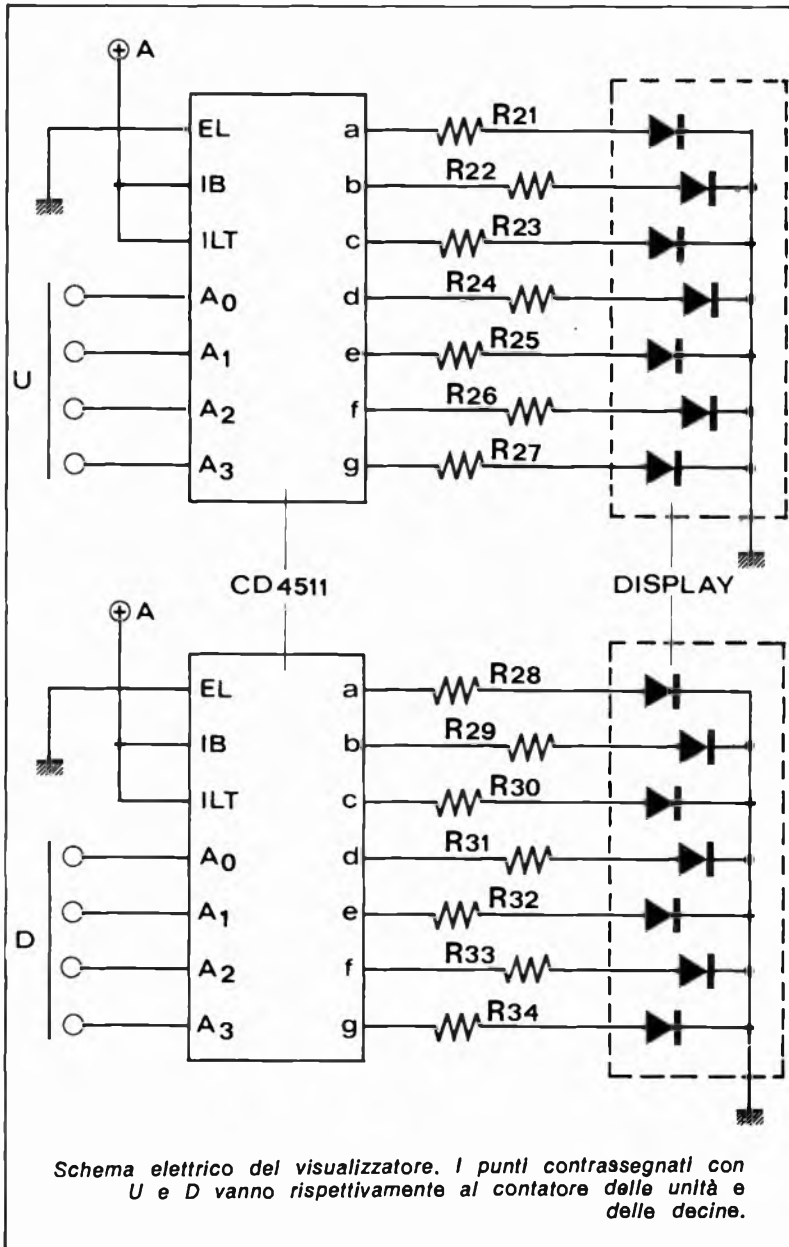 A
EL a R21
IB b R22
ILT c R23
A0 d R24
U A1 e R25
A2 f R26
A3 g R27
CD4511 DISPLAY
A
EL a R28
IB b R29
ILT c R30
A0 d R31
D A1 e R32
A2 f R33
A3 g R34
Schema elettrico del visualizzatore. I punti contrassegnati con
U e D vanno rispettivamente al contatore delle unità e
delle decine.